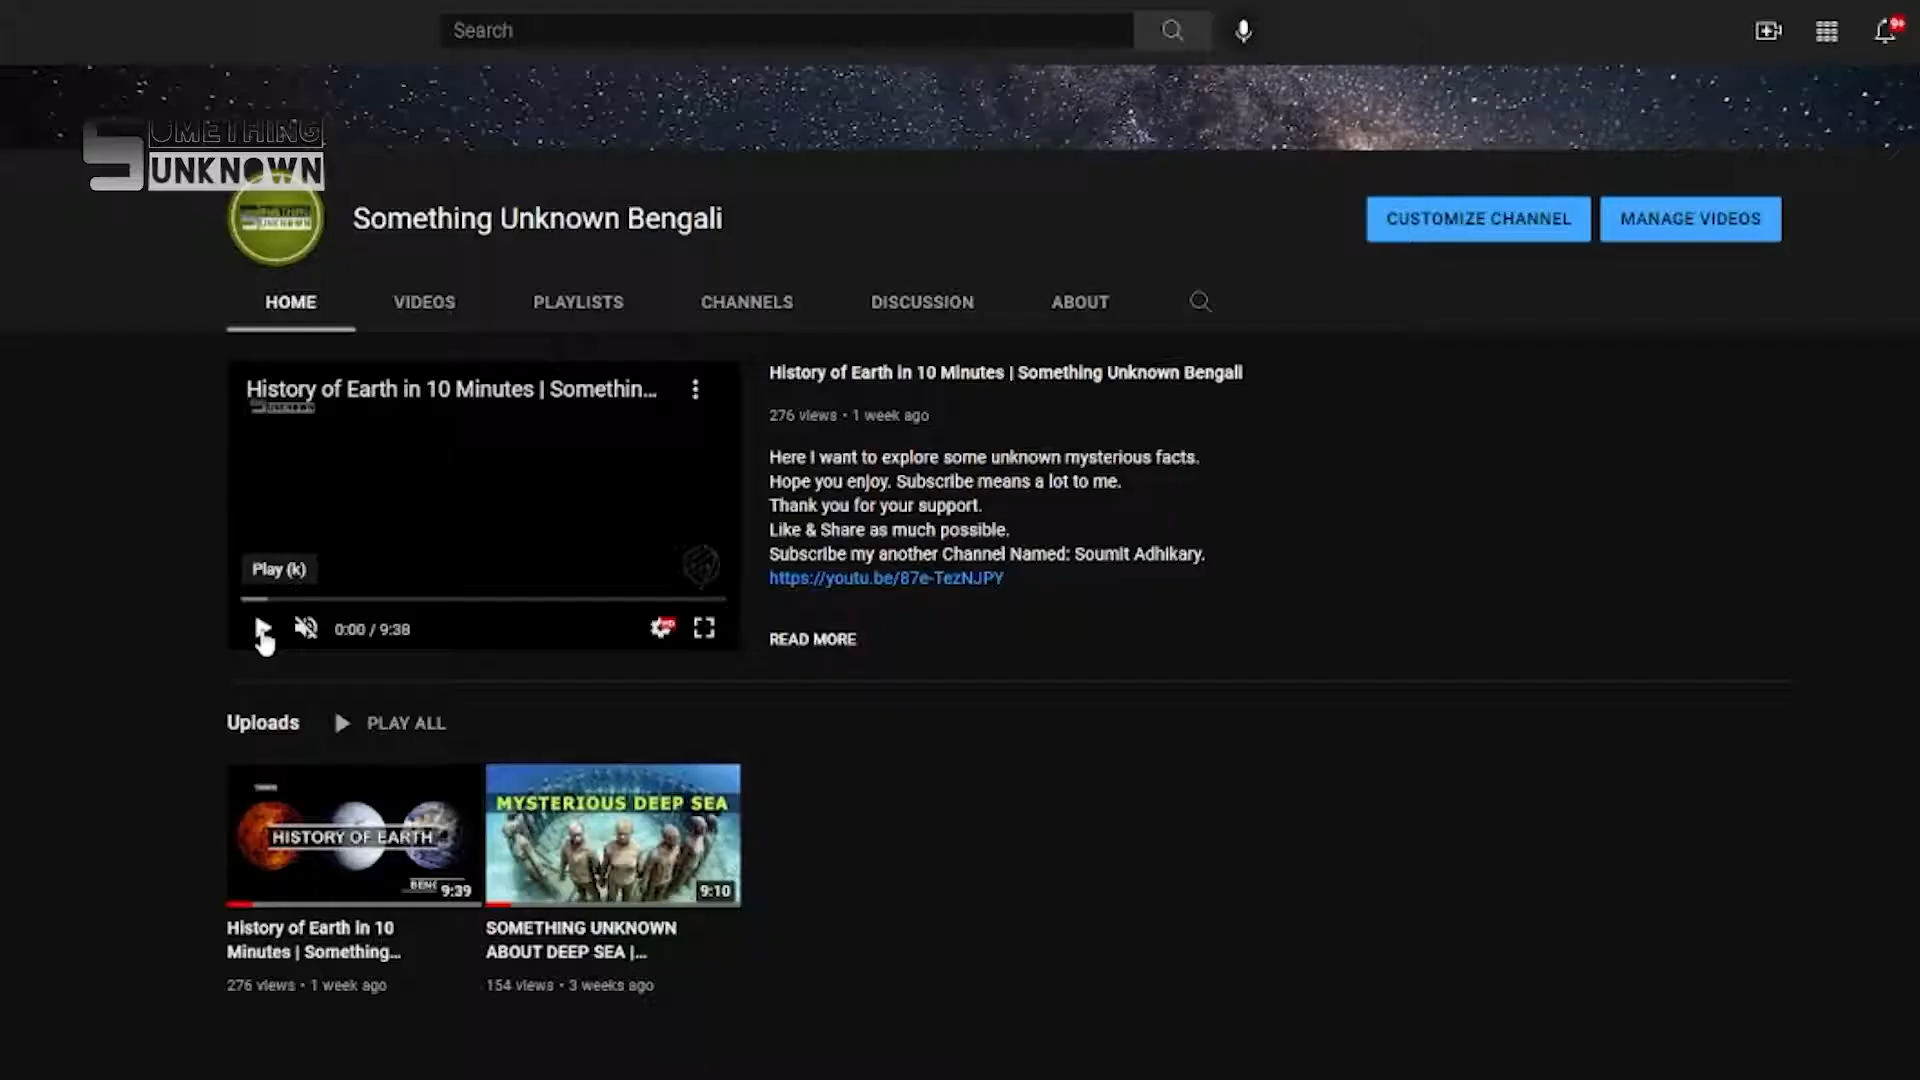 Search
9+
SOMETHING
UNKNOWN
Something Unknown Bengali
CUSTOMIZE CHANNEL
MANAGE VIDEOS
HOME
VIDEOS
PLAYLISTS
CHANNELS
DISCUSSION
ABOUT
History of Earth in 10 Minutes | Somethin...
UNKNOWN
Play (k)
0:00 / 9:38
HD
History of Earth in 10 Minutes | Something Unknown Bengali
276 views • 1 week ago
Here I want to explore some unknown mysterious facts.
Hope you enjoy. Subscribe means a lot to me.
Thank you for your support.
Like & Share as much possible.
Subscribe my another Channel Named: Soumit Adhikary.
https://youtu.be/87e-TezNJPY
READ MORE
Uploads
PLAY ALL
HISTORY OF EARTH
9:39
MYSTERIOUS DEEP SEA
9:10
History of Earth in 10
Minutes | Something...
276 views • 1 week ago
SOMETHING UNKNOWN
ABOUT DEEP SEA |...
154 views • 3 weeks ago